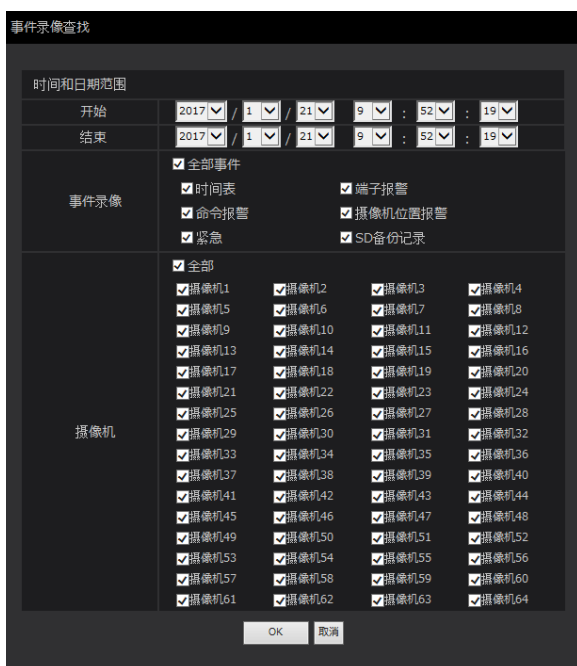 事件录像查找
时间和日期范围
开始 2017 / 1 / 21 9 : 52 : 19
结束 2017 / 1 / 21 9 : 52 : 19
事件录像
全部事件
时间表 端子报警
命令报警 摄像机位置报警
紧急 SD备份记录
摄像机
全部
摄像机1 摄像机2 摄像机3 摄像机4
摄像机5 摄像机6 摄像机7 摄像机8
摄像机9 摄像机10 摄像机11 摄像机12
摄像机13 摄像机14 摄像机15 摄像机16
摄像机17 摄像机18 摄像机19 摄像机20
摄像机21 摄像机22 摄像机23 摄像机24
摄像机25 摄像机26 摄像机27 摄像机28
摄像机29 摄像机30 摄像机31 摄像机32
摄像机33 摄像机34 摄像机35 摄像机36
摄像机37 摄像机38 摄像机39 摄像机40
摄像机41 摄像机42 摄像机43 摄像机44
摄像机45 摄像机46 摄像机47 摄像机48
摄像机49 摄像机50 摄像机51 摄像机52
摄像机53 摄像机54 摄像机55 摄像机56
摄像机57 摄像机58 摄像机59 摄像机60
摄像机61 摄像机62 摄像机63 摄像机64
OK 取消